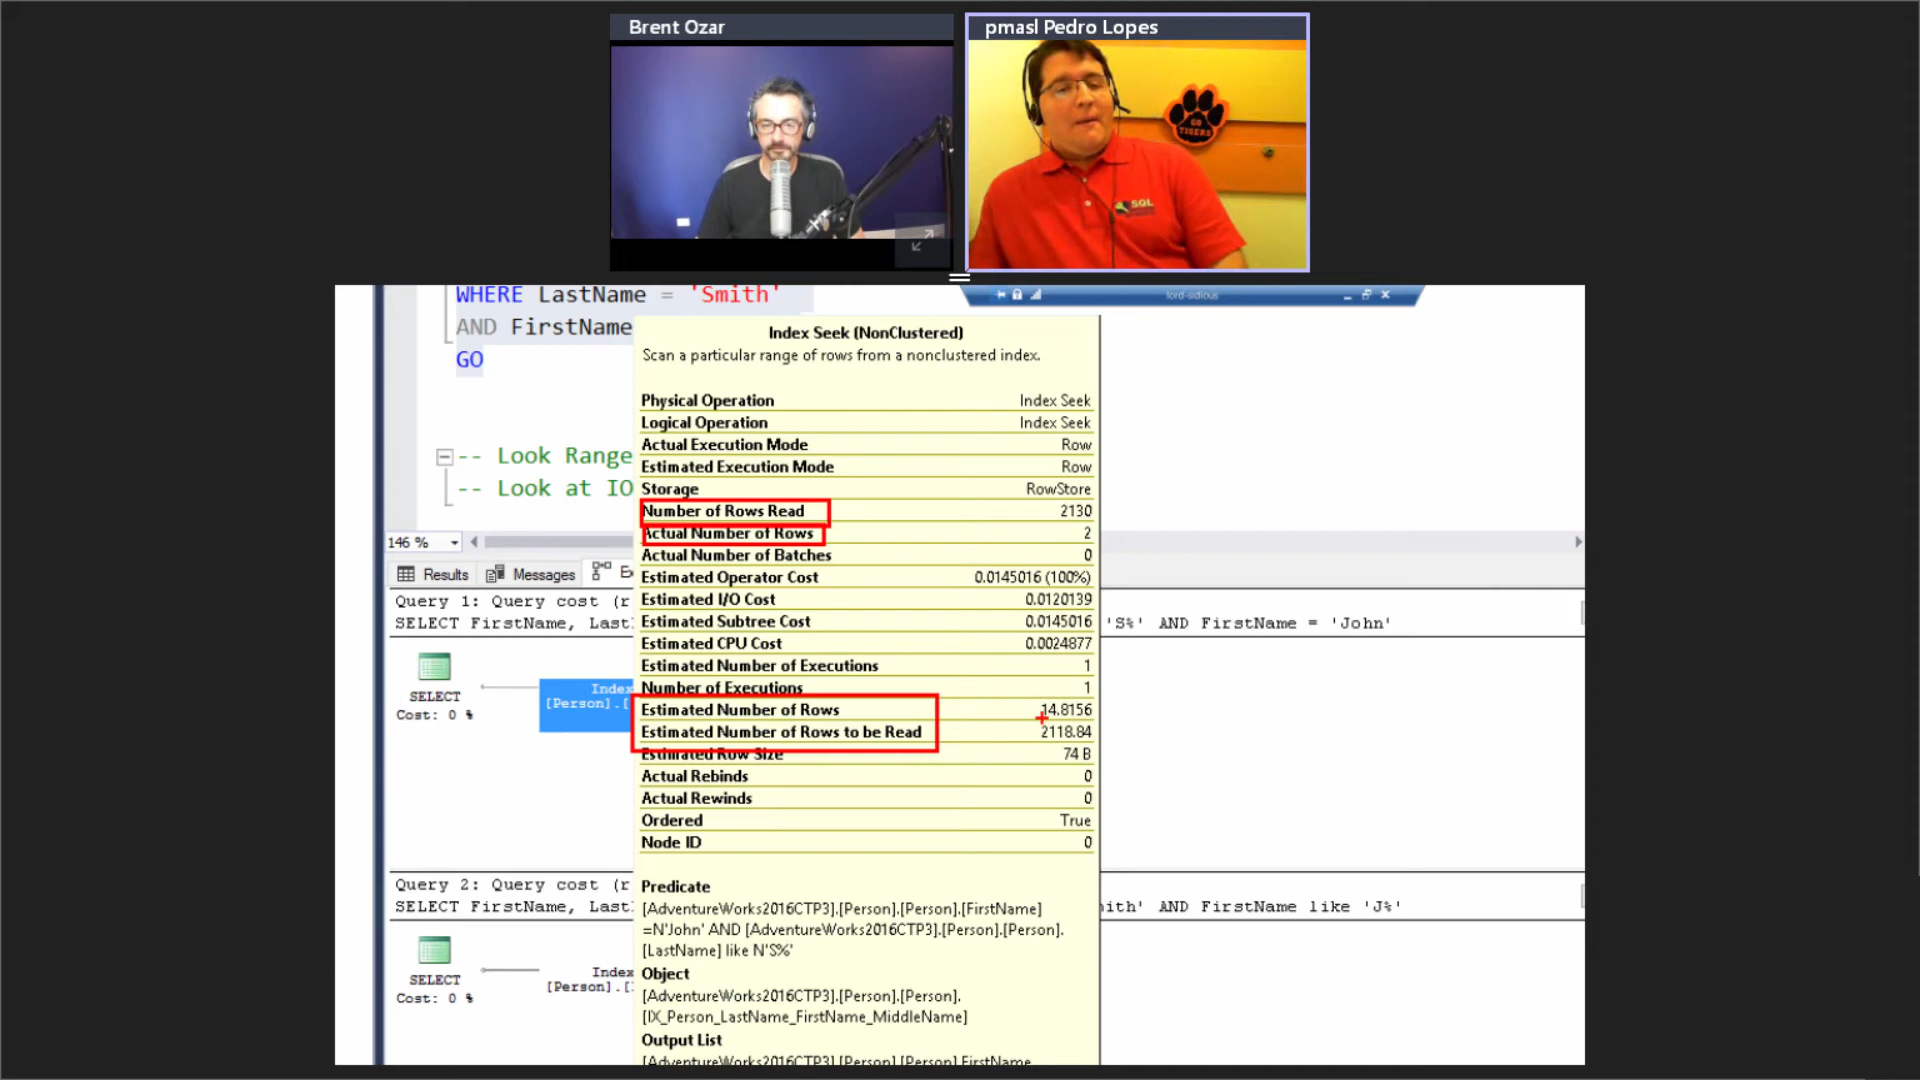 Brent Ozar
pmasl Pedro Lopes
GO
TIGERS
SQL
WHERE LastName = 'Smith'
AND FirstName
GO
-- Look Range
-- Look at IO
lord-sidious
146 %
Results
Messages
Query 1: Query cost (r
SELECT FirstName, Last
'S%' AND FirstName = 'John'
SELECT
Cost: 0 %
Index
[Person].[
Query 2: Query cost (r
SELECT FirstName, Last
ith' AND FirstName like 'J%'
SELECT
Cost: 0 %
Index
[Person].[
Index Seek (NonClustered)
Scan a particular range of rows from a nonclustered index.
Physical Operation Index Seek
Logical Operation Index Seek
Actual Execution Mode Row
Estimated Execution Mode Row
Storage RowStore
Number of Rows Read 2130
Actual Number of Rows 2
Actual Number of Batches 0
Estimated Operator Cost 0.0145016 (100%)
Estimated I/O Cost 0.0120139
Estimated Subtree Cost 0.0145016
Estimated CPU Cost 0.0024877
Estimated Number of Executions 1
Number of Executions 1
Estimated Number of Rows 14.8156
Estimated Number of Rows to be Read 2118.84
Estimated Row Size 74 B
Actual Rebinds 0
Actual Rewinds 0
Ordered True
Node ID 0
Predicate
[AdventureWorks2016CTP3].[Person].[Person].[FirstName]
=N'John' AND [AdventureWorks2016CTP3].[Person].[Person].
[LastName] like N'S%'
Object
[AdventureWorks2016CTP3].[Person].[Person].
[IX_Person_LastName_FirstName_MiddleName]
Output List
[AdventureWorks2016CTP3].[Person].[Person].FirstName